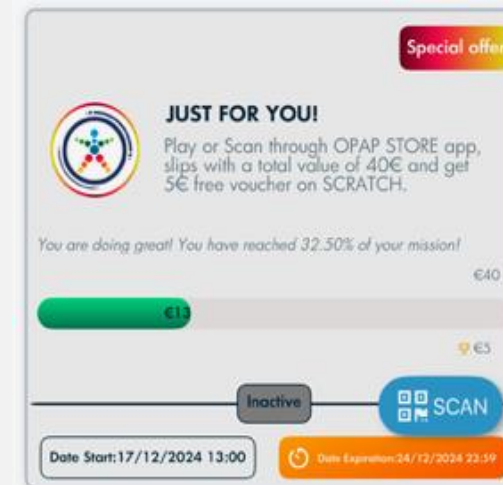 Special offer
JUST FOR YOU!
Play or Scan through OPAP STORE app,
slips with a total value of 40€ and get
5€ free voucher on SCRATCH.
You are doing great! You have reached 32.50% of your mission!
€40
€13
€5
Inactive
SCAN
Date Start:17/12/2024 13:00
Date Expiration:24/12/2024 23:59